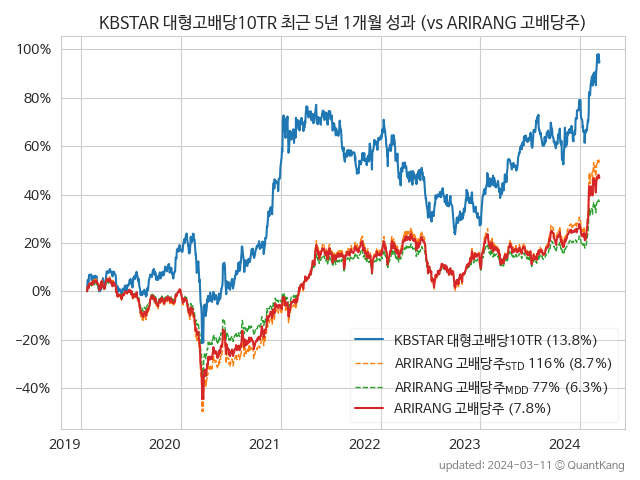 KBSTAR 대형고배당10TR 최근 5년 1개월 성과 (vs ARIRANG 고배당주)
100%
80%
60%
40%
20%
0%
−20%
−40%
KBSTAR 대형고배당10TR (13.8%)
ARIRANG 고배당주STD 116% (8.7%)
ARIRANG 고배당주MDD 77% (6.3%)
ARIRANG 고배당주 (7.8%)
2019 2020 2021 2022 2023 2024
updated: 2024-03-11 © QuantKang